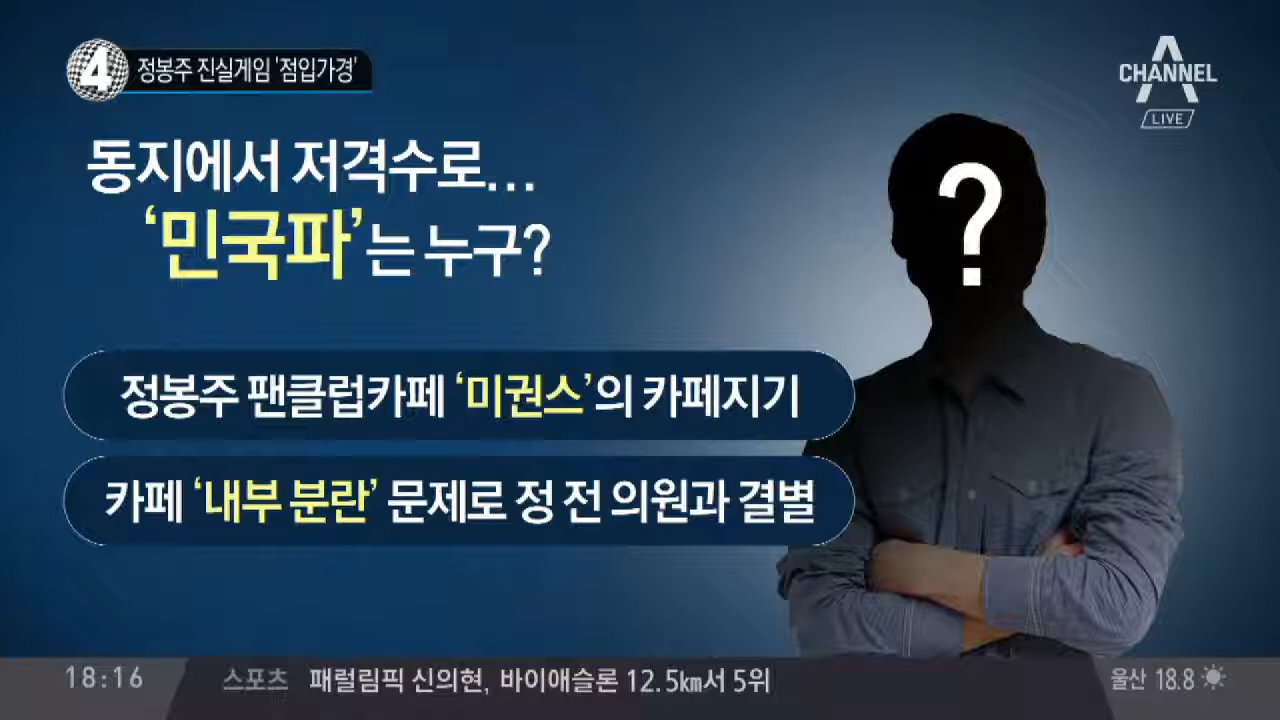 4 정봉주 진실게임 '점입가경'
CHANNEL A
LIVE
동지에서 저격수로...
'민국파'는 누구?
?
정봉주 팬클럽카페 '미권스'의 카페지기
카페 '내부 분란' 문제로 정 전 의원과 결별
18:16 스포츠 패럴림픽 신의현, 바이애슬론 12.5㎞서 5위 울산 18.8